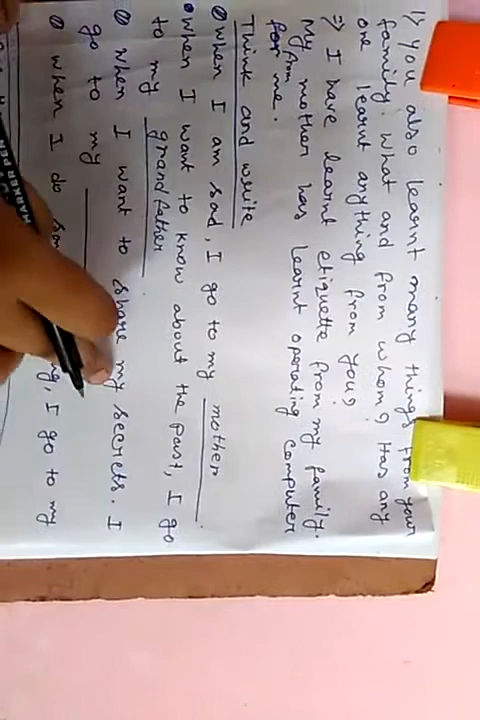 1) You also learnt many things from your
family. What and from whom, Has any
one learnt anything from you?
=> I have learnt etiquette from my family.
My mother has learnt operating computer
from me.
Think and write
When I am sad, I go to my mother.
When I want to know about the past, I go
to my grandfather
When I want to share my secrets. I
go to my
When I do I go to my
MARKER PEN